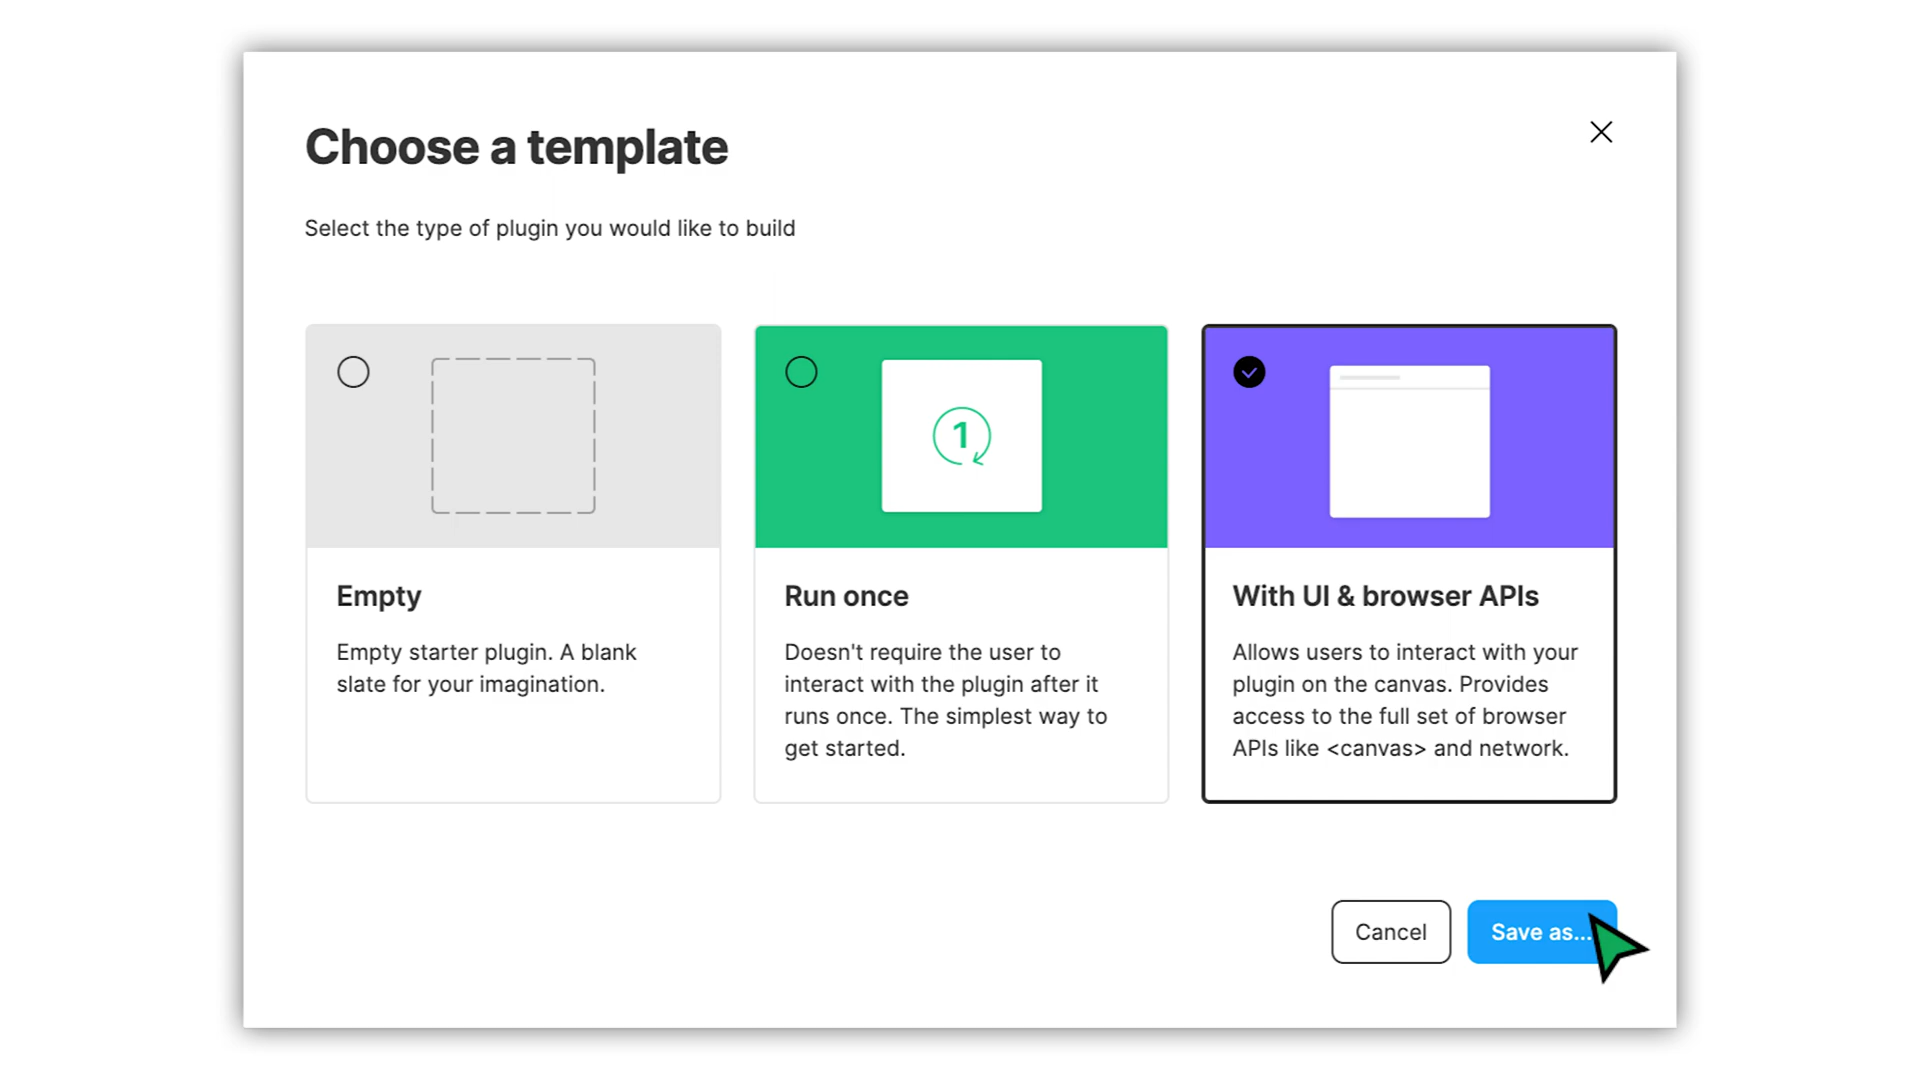 Choose a template
Select the type of plugin you would like to build
1
Empty
Empty starter plugin. A blank
slate for your imagination.
Run once
Doesn't require the user to
interact with the plugin after it
runs once. The simplest way to
get started.
With UI & browser APIs
Allows users to interact with your
plugin on the canvas. Provides
access to the full set of browser
APIs like <canvas> and network.
Cancel
Save as...